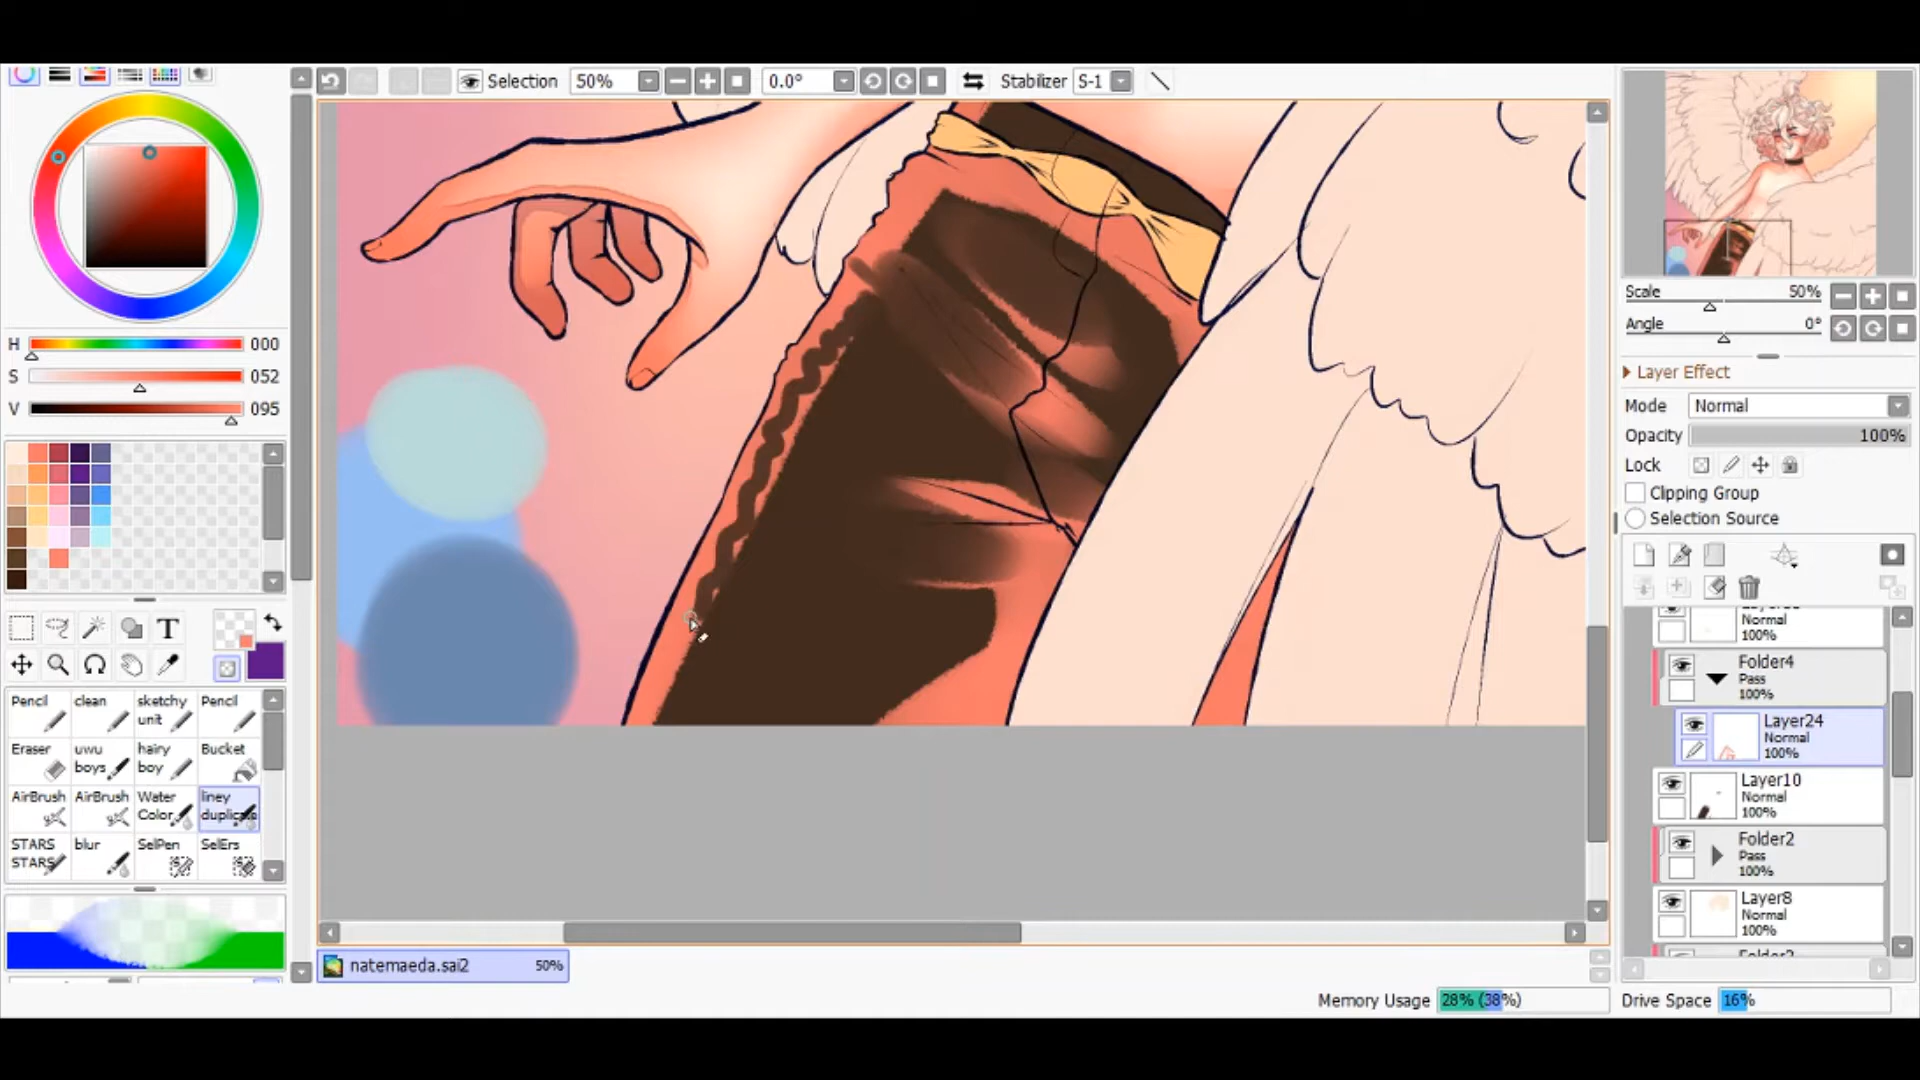 Selection 50% 0.0° Stabilizer S-1
Scale 50%
Angle 0°
H 000
S 052
V 095
Layer Effect
Mode Normal
Opacity 100%
Lock
Clipping Group
Selection Source
Normal
100%
Folder4
Pass
100%
Layer24
Normal
100%
Layer10
Normal
100%
Folder2
Pass
100%
Layer8
Normal
100%
T
Pencil clean sketchy unit Pencil
Eraser uwu boys hairy boy Bucket
AirBrush AirBrush Water Color liney duplicate
STARS STARS blur SelPen SelErs
natemaeda.sai2 50%
Memory Usage 28% (38%) Drive Space 16%